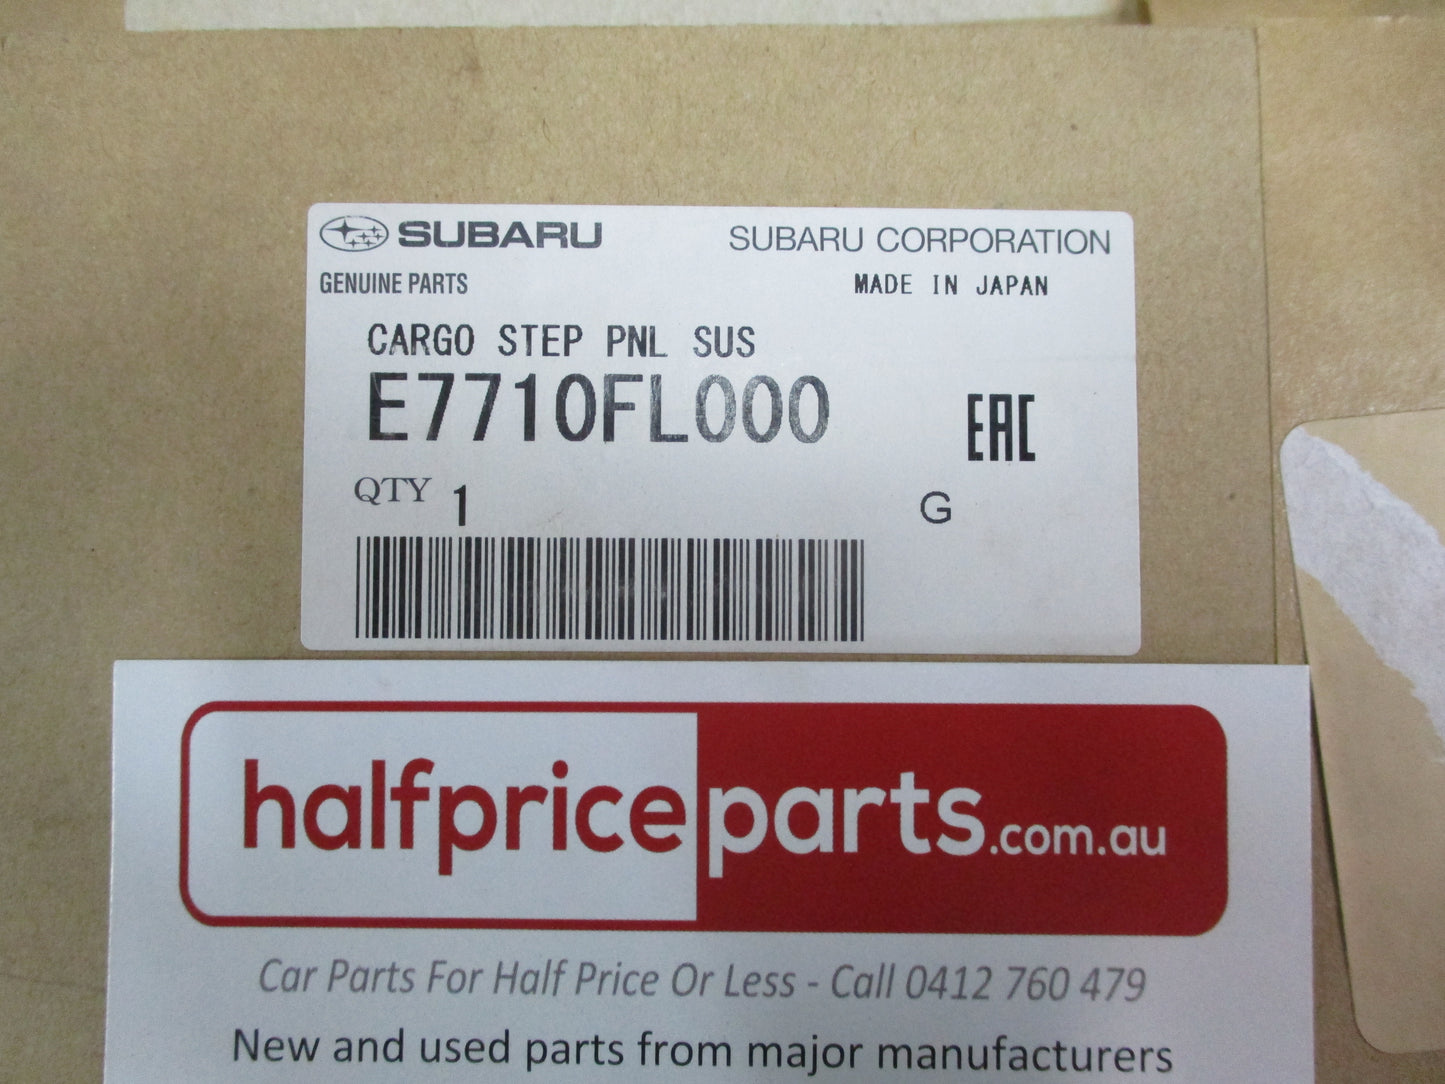 SUBARU SUBARU CORPORATION
GENUINE PARTS MADE IN JAPAN
CARGO STEP PNL SUS
E7710FL000
EAC
QTY 1 G
halfpriceparts.com.au
Car Parts For Half Price Or Less - Call 0412 760 479
New and used parts from major manufacturers